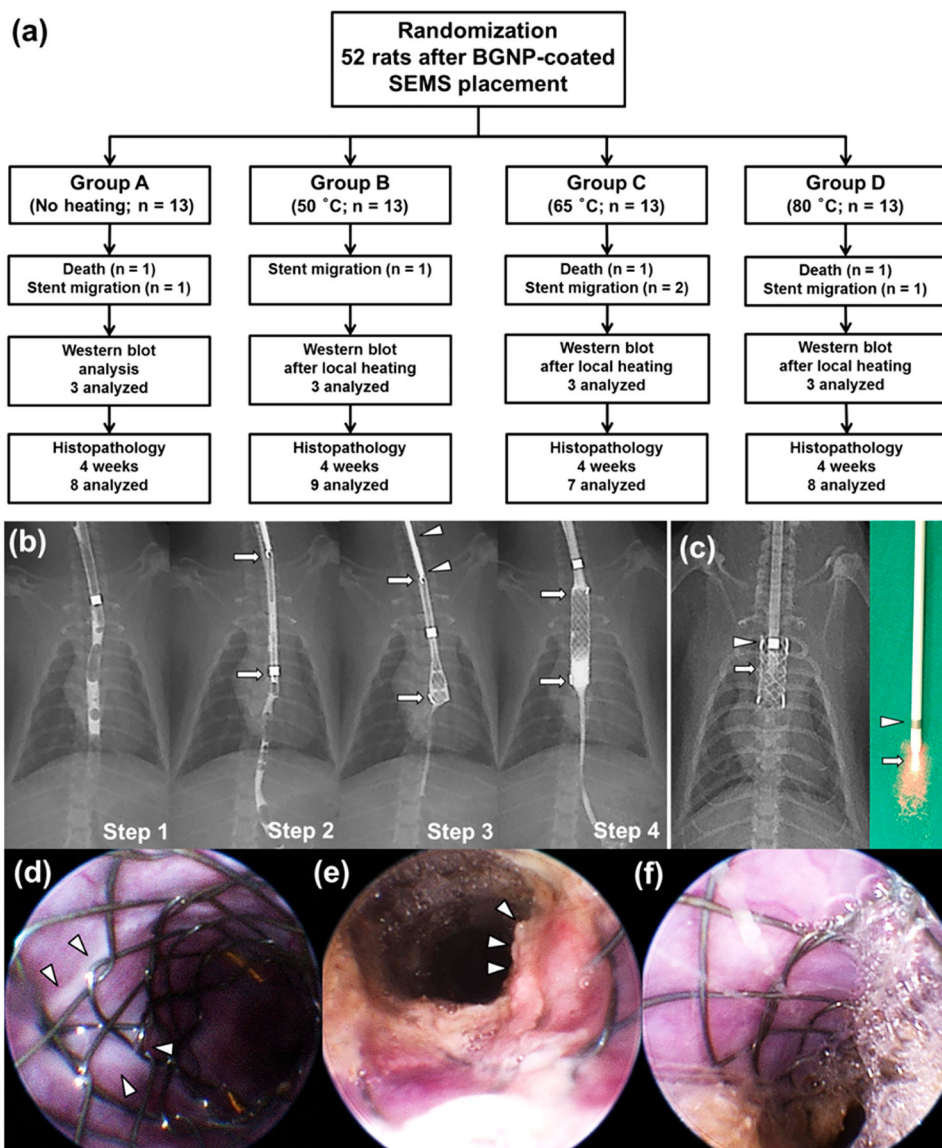 (a)
Randomization
52 rats after BGNP-coated
SEMS placement
Group A
(No heating; n = 13)
Group B
(50 ˚C; n = 13)
Group C
(65 ˚C; n = 13)
Group D
(80 ˚C; n = 13)
Death (n = 1)
Stent migration (n = 1)
Stent migration (n = 1)
Death (n = 1)
Stent migration (n = 2)
Death (n = 1)
Stent migration (n = 1)
Western blot
analysis
3 analyzed
Western blot
after local heating
3 analyzed
Western blot
after local heating
3 analyzed
Western blot
after local heating
3 analyzed
Histopathology
4 weeks
8 analyzed
Histopathology
4 weeks
9 analyzed
Histopathology
4 weeks
7 analyzed
Histopathology
4 weeks
8 analyzed
(b)
Step 1
Step 2
Step 3
Step 4
(c)
(d)
(e)
(f)